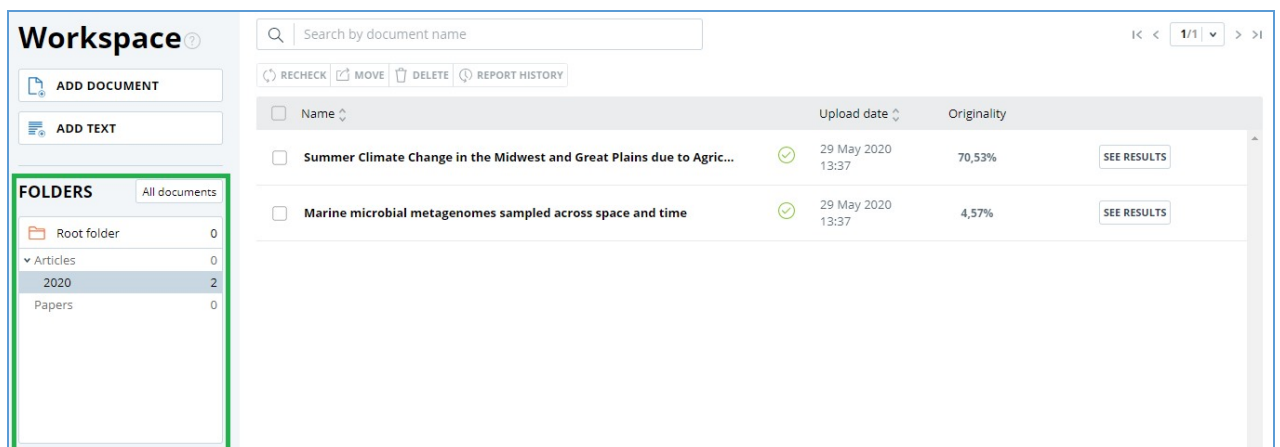 Workspace
ADD DOCUMENT
ADD TEXT
FOLDERS All documents
Root folder 0
Articles 0
2020 2
Papers 0
Search by document name
1/1
RECHECK MOVE DELETE REPORT HISTORY
Name Upload date Originality
Summer Climate Change in the Midwest and Great Plains due to Agric... 29 May 2020 13:37 70,53% SEE RESULTS
Marine microbial metagenomes sampled across space and time 29 May 2020 13:37 4,57% SEE RESULTS